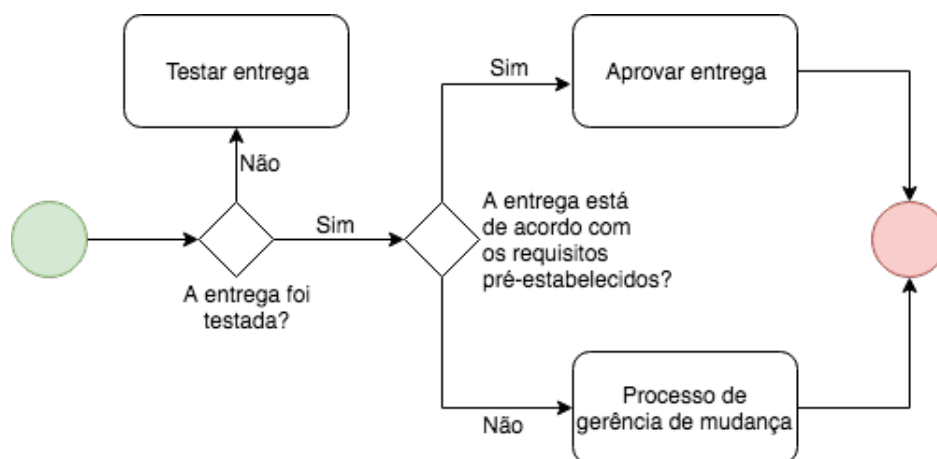 Testar entrega
Não
A entrega foi
testada?
Sim
Sim
Aprovar entrega
A entrega está
de acordo com
os requisitos
pré-estabelecidos?
Não
Processo de
gerência de mudança